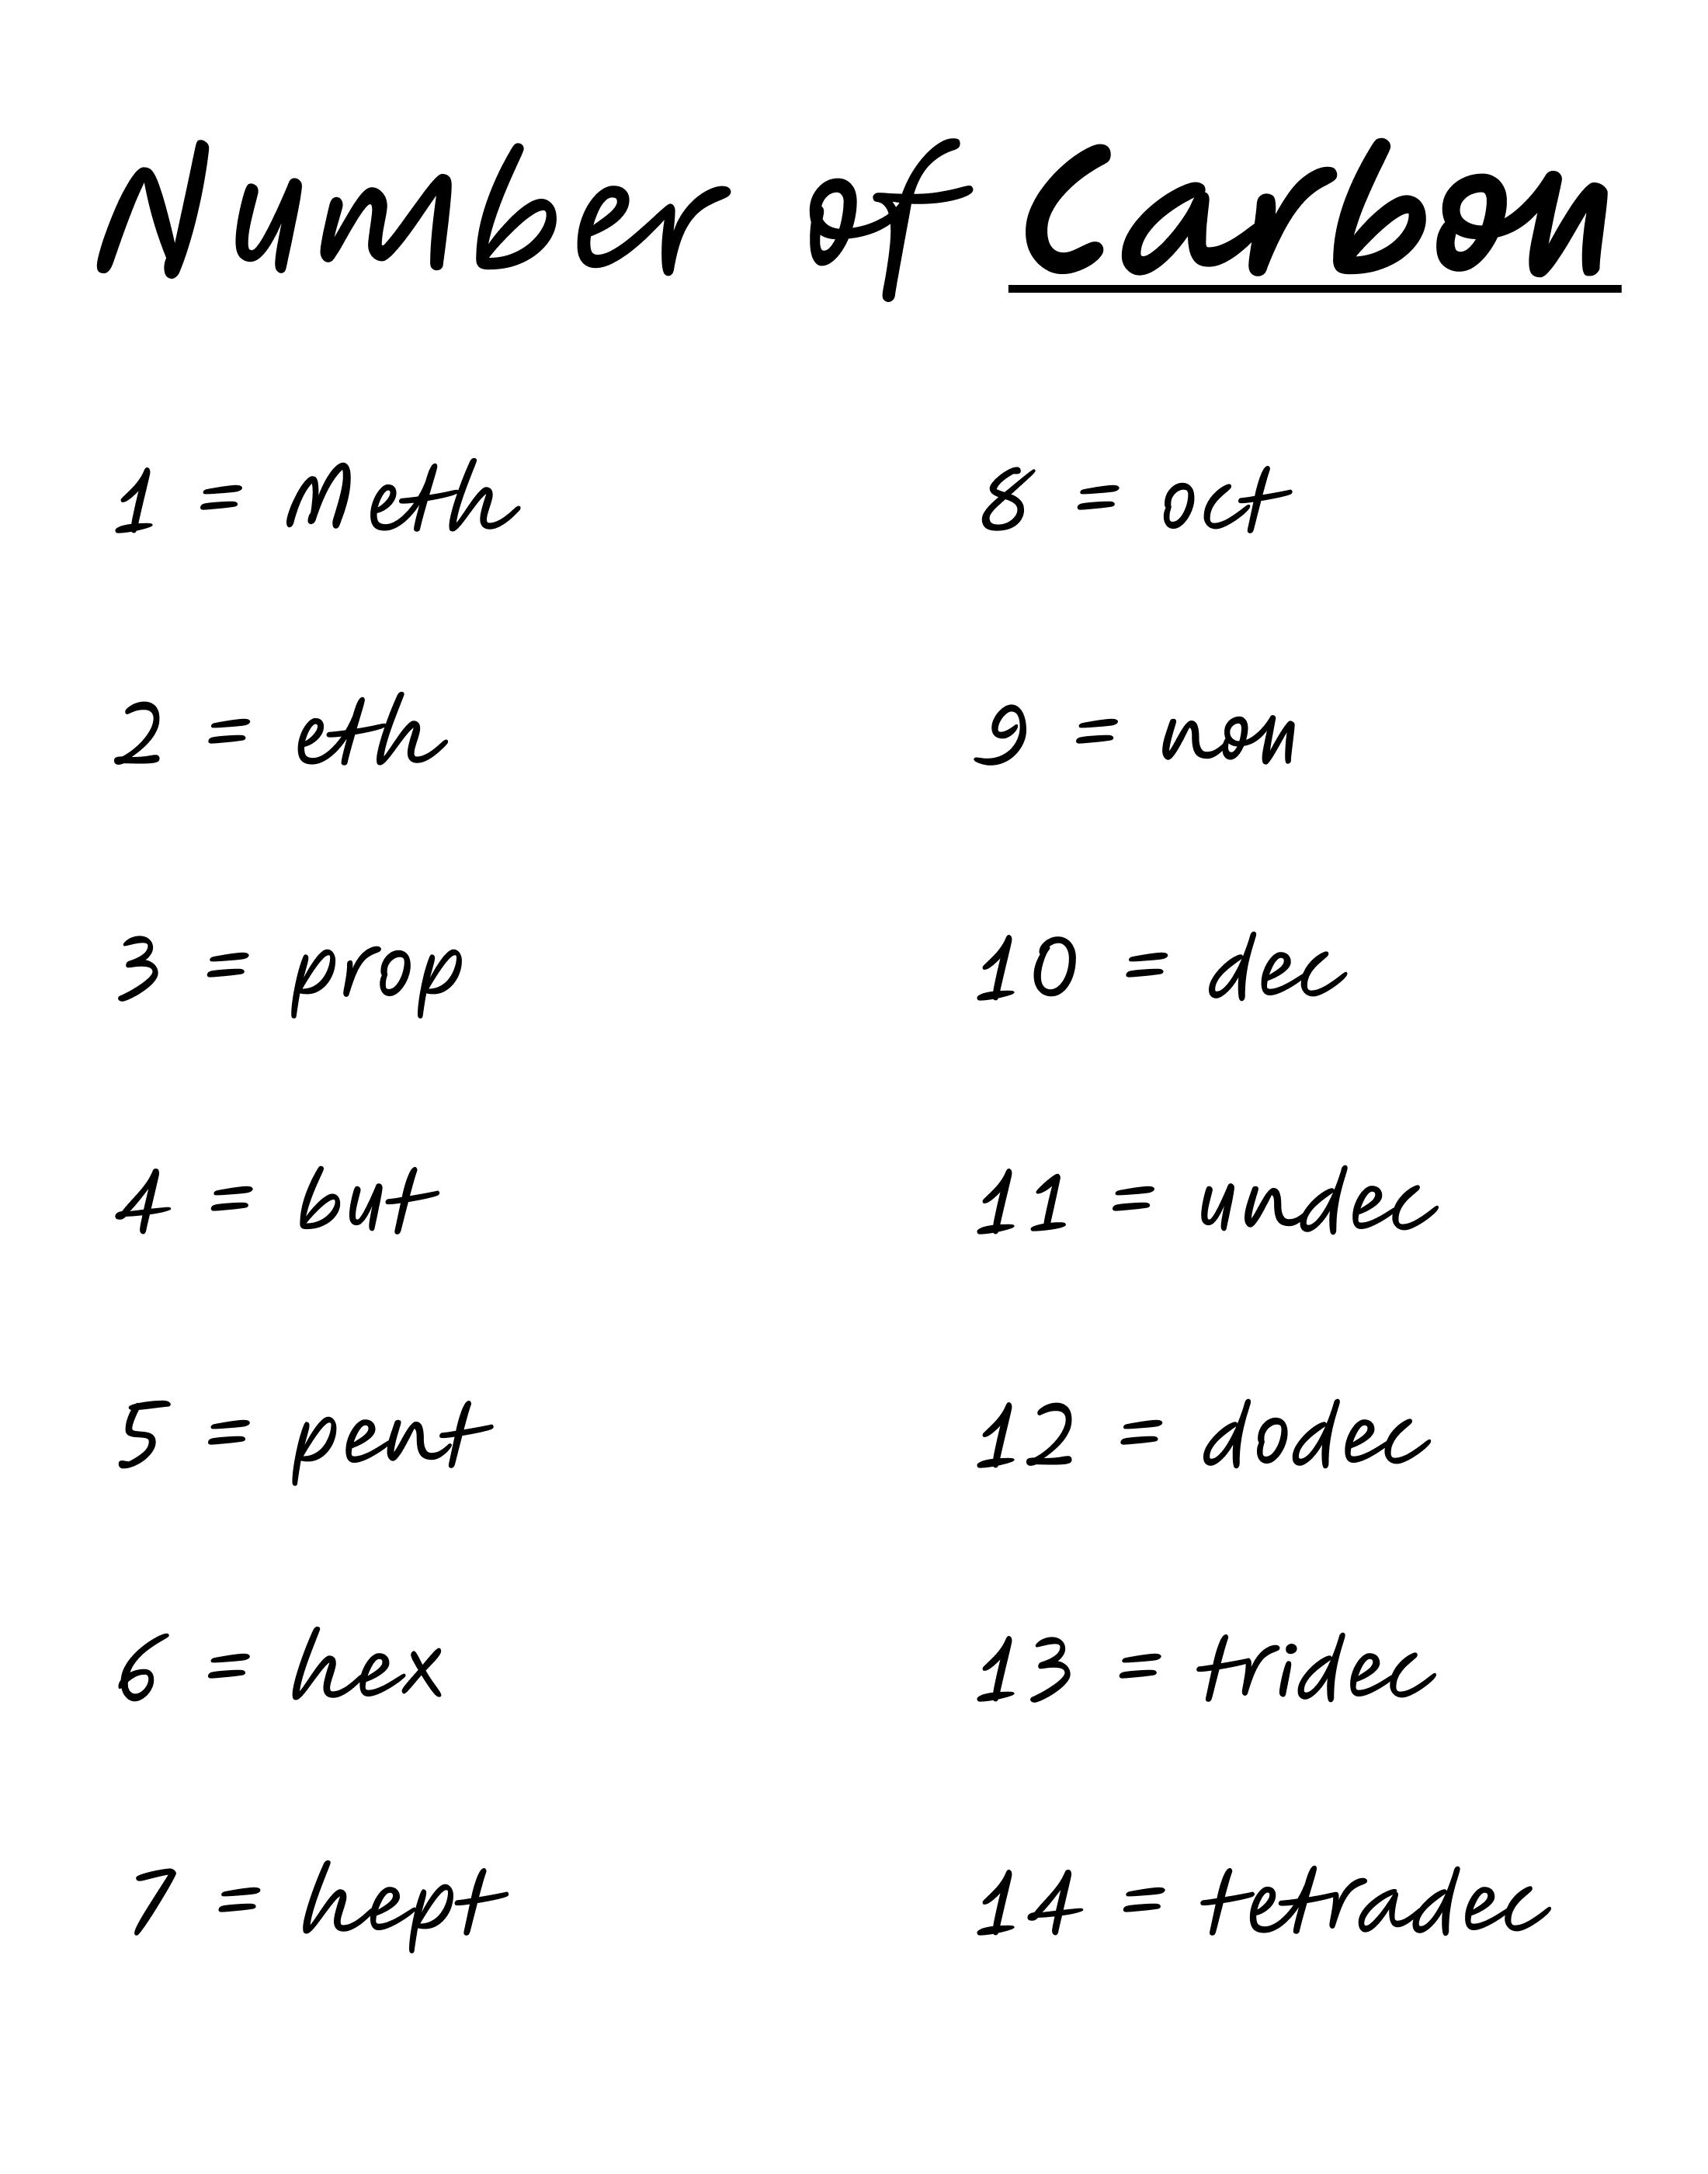 Number of Carbon
1 = Meth
2 = eth
3 = prop
4 = but
5 = pent
6 = hex
7 = hept
8 = oct
9 = non
10 = dec
11 = undec
12 = dodec
13 = tridec
14 = tetradec